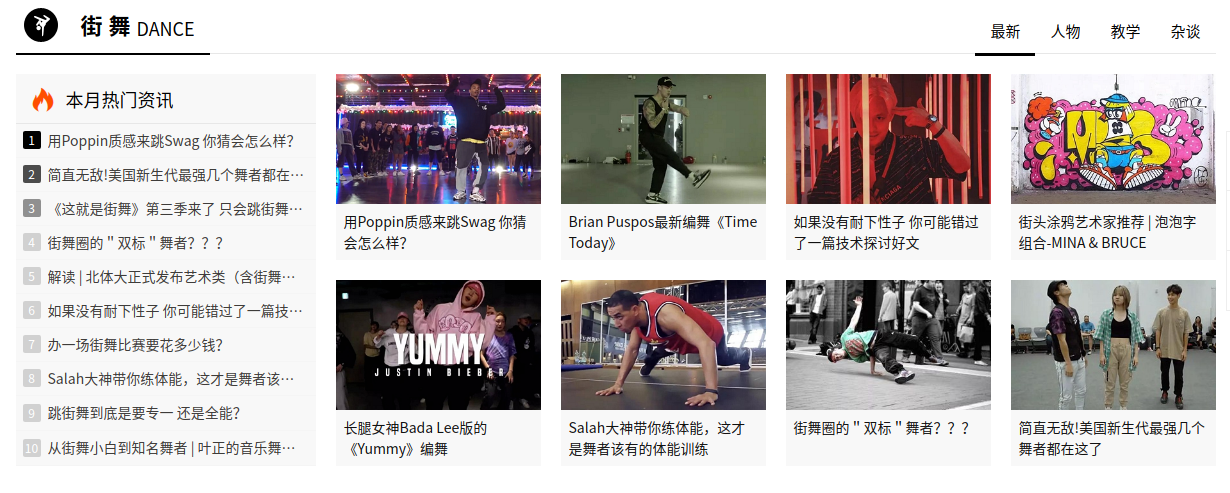 街 舞 DANCE
最新 人物 教学 杂谈
本月热门资讯
1 用Poppin质感来跳Swag 你猜会怎么样?
2 简直无敌!美国新生代最强几个舞者都在…
3 《这就是街舞》第三季来了 只会跳街舞…
4 街舞圈的＂双标＂舞者？？？
5 解读 | 北体大正式发布艺术类（含街舞…
6 如果没有耐下性子 你可能错过了一篇技…
7 办一场街舞比赛要花多少钱?
8 Salah大神带你练体能，这才是舞者该…
9 跳街舞到底是要专一 还是全能?
10 从街舞小白到知名舞者 | 叶正的音乐舞…
用Poppin质感来跳Swag 你猜
会怎么样?
Brian Puspos最新编舞《Time
Today》
如果没有耐下性子 你可能错过
了一篇技术探讨好文
街头涂鸦艺术家推荐 | 泡泡字
组合-MINA & BRUCE
YUMMY
JUSTIN BIEBER
长腿女神Bada Lee版的
《Yummy》编舞
Salah大神带你练体能，这才
是舞者该有的体能训练
街舞圈的＂双标＂舞者？？？
简直无敌!美国新生代最强几个
舞者都在这了